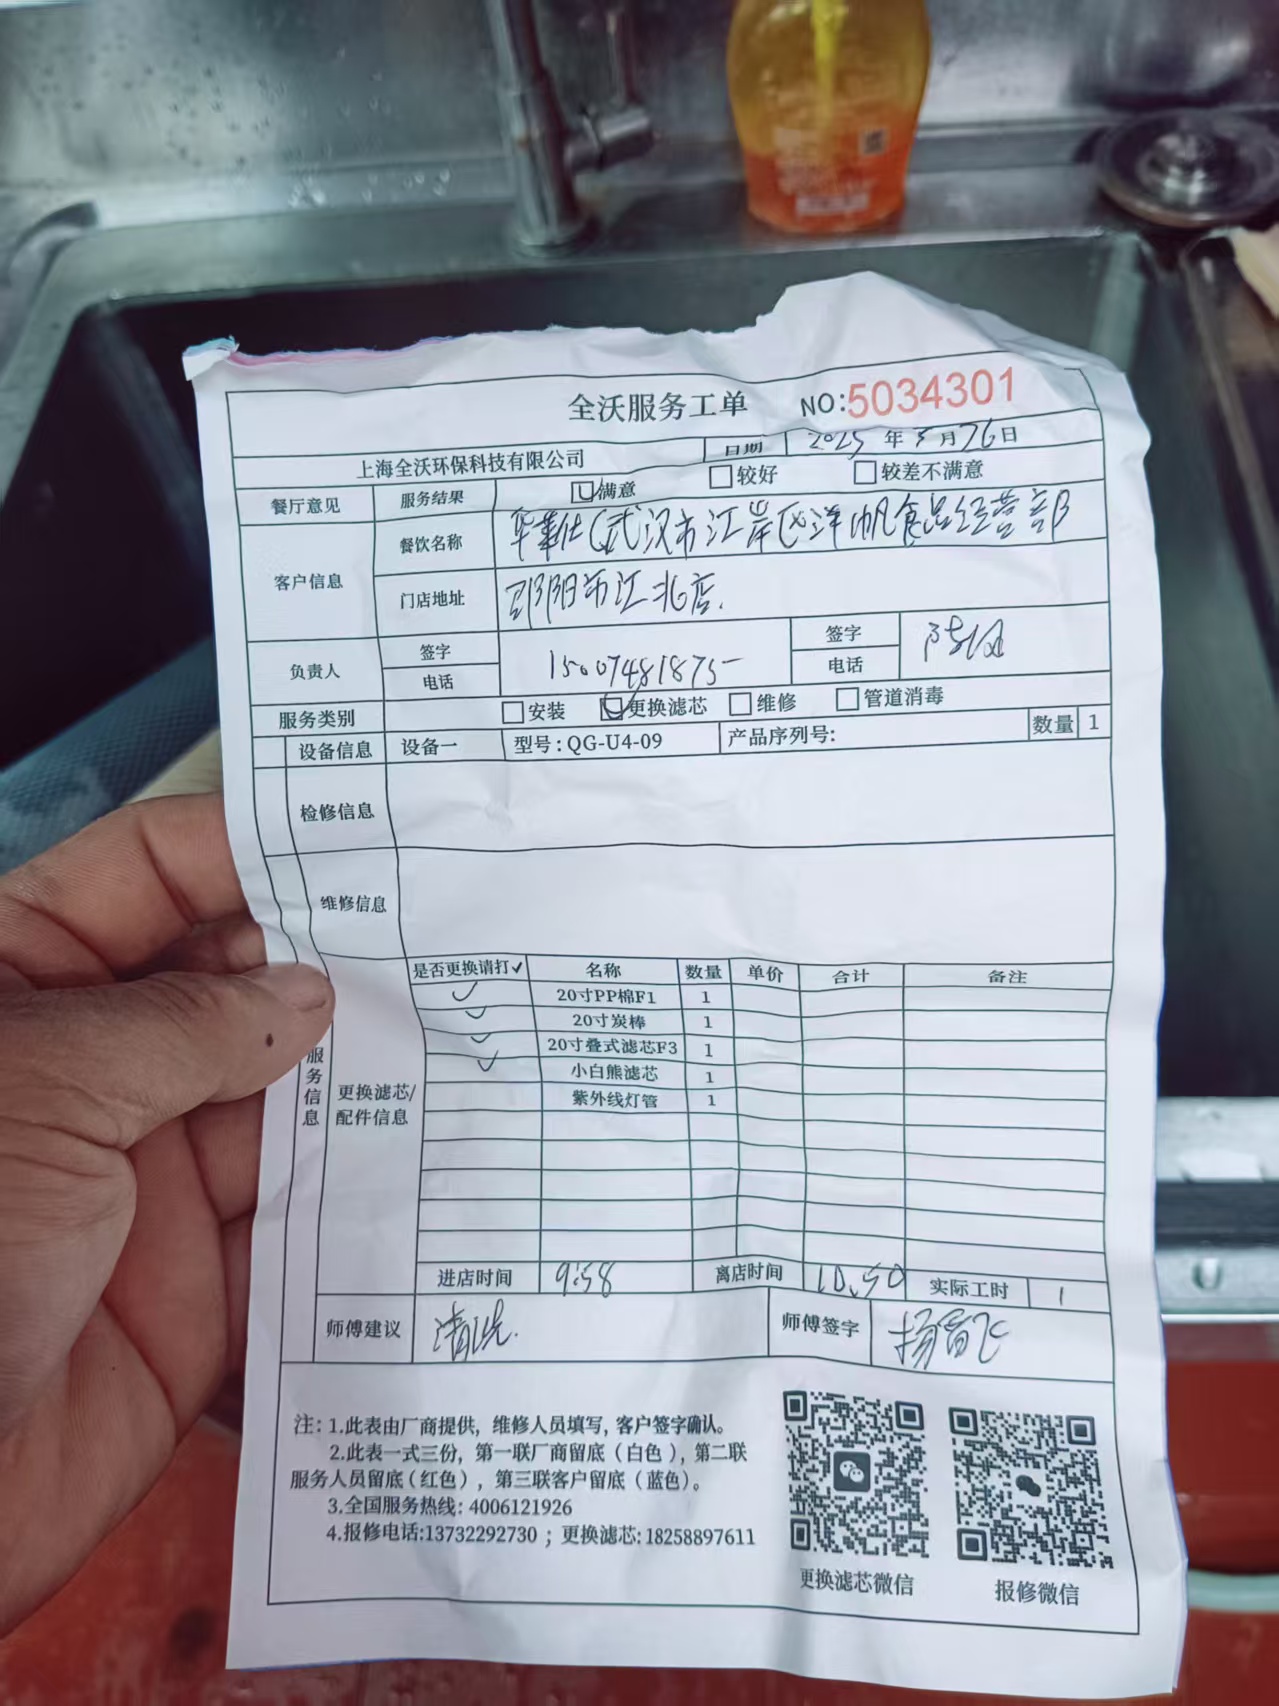 全沃服务工单 NO:5034301
上海全沃环保科技有限公司 日期 2025年 月26日
餐厅意见 服务结果 满意 较好 较差不满意
客户信息 餐饮名称 华莱仕(武汉市江岸区洋帆食品经营部
门店地址 邵阳市江北店.
负责人 签字 签字
电话 15007481875 电话
服务类别 安装 更换滤芯 维修 管道消毒
设备信息 设备一 型号:QG-U4-09 产品序列号: 数量 1
检修信息
维修信息
服务信息
更换滤芯/配件信息
是否更换请打✓ 名称 数量 单价 合计 备注
✓ 20寸PP棉F1 1
✓ 20寸炭棒 1
✓ 20寸叠式滤芯F3 1
✓ 小白熊滤芯 1
紫外线灯管 1
进店时间 9:58 离店时间 10.50 实际工时 1
师傅建议 清洗. 师傅签字
注: 1.此表由厂商提供, 维修人员填写, 客户签字确认。
2.此表一式三份, 第一联厂商留底(白色), 第二联
服务人员留底(红色), 第三联客户留底(蓝色)。
3.全国服务热线: 4006121926
4.报修电话:13732292730 ; 更换滤芯: 18258897611
更换滤芯微信 报修微信